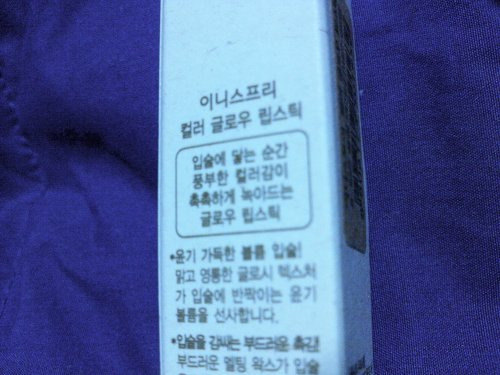 이니스프리
컬러 글로우 립스틱
입술에 닿는 순간
풍부한 컬러감이
촉촉하게 녹아드는
글로우 립스틱
•윤기 가득한 볼륨 입술!
맑고 영롱한 글로시 텍스처
가 입술에 반짝이는 윤기
볼륨을 선사합니다.
•입술을 감싸는 부드러운 촉감!
부드러운 멜팅 왁스가 입술